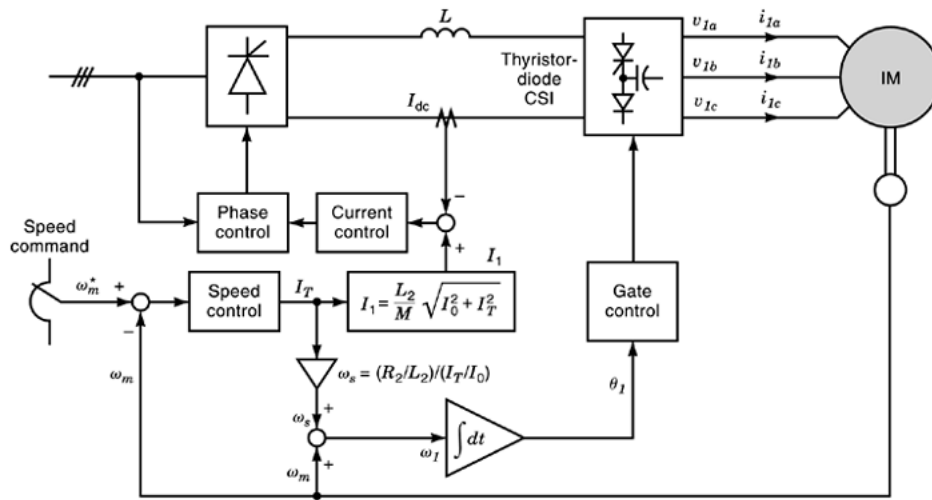 L
Thyristor-
diode
CSI
v1a
i1a
v1b
i1b
v1c
i1c
IM
Idc
−
+
Phase
control
Current
control
Speed
command
ω*m
+
−
Speed
control
IT
I1
I1 = L2/M √(I0² + IT²)
Gate
control
ωm
ωs = (R2/L2)/(IT/I0)
θ1
ωs
+
ω1
∫dt
ωm
+